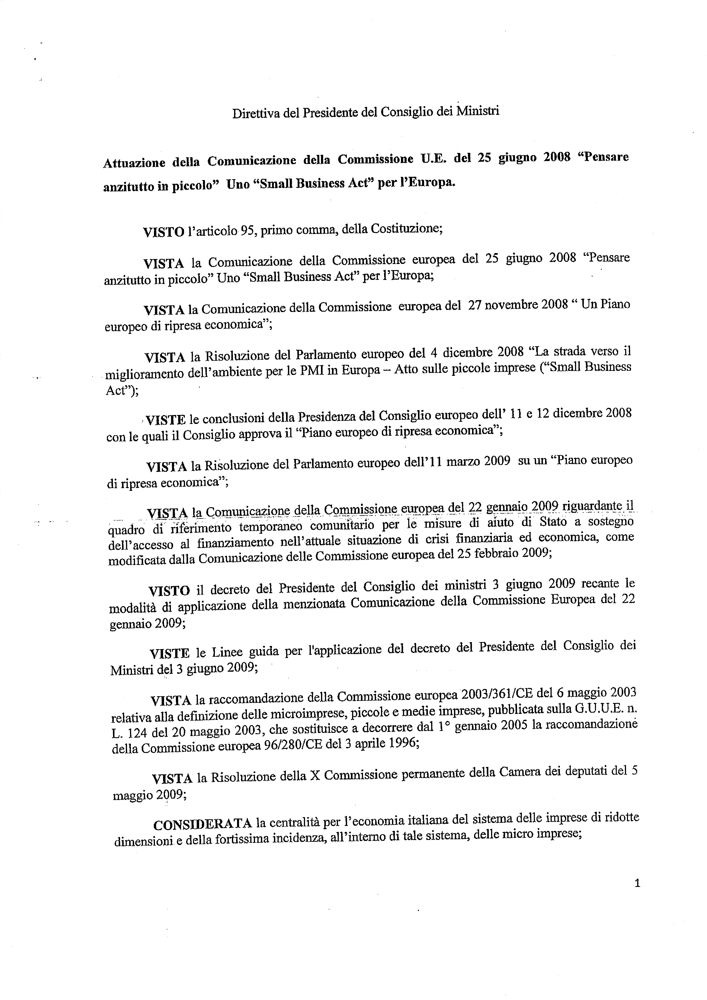 Direttiva del Presidente del Consiglio dei Ministri
Attuazione della Comunicazione della Commissione U.E. del 25 giugno 2008 “Pensare
anzitutto in piccolo” Uno “Small Business Act” per l’Europa.
VISTO l’articolo 95, primo comma, della Costituzione;
VISTA la Comunicazione della Commissione europea del 25 giugno 2008 “Pensare
anzitutto in piccolo” Uno “Small Business Act” per l’Europa;
VISTA la Comunicazione della Commissione europea del 27 novembre 2008 “ Un Piano
europeo di ripresa economica”;
VISTA la Risoluzione del Parlamento europeo del 4 dicembre 2008 “La strada verso il
miglioramento dell’ambiente per le PMI in Europa – Atto sulle piccole imprese (“Small Business
Act”);
VISTE le conclusioni della Presidenza del Consiglio europeo dell’ 11 e 12 dicembre 2008
con le quali il Consiglio approva il “Piano europeo di ripresa economica”;
VISTA la Risoluzione del Parlamento europeo dell’11 marzo 2009 su un “Piano europeo
di ripresa economica”;
VISTA la Comunicazione della Commissione europea del 22 gennaio 2009 riguardante il
quadro di riferimento temporaneo comunitario per le misure di aiuto di Stato a sostegno
dell’accesso al finanziamento nell’attuale situazione di crisi finanziaria ed economica, come
modificata dalla Comunicazione delle Commissione europea del 25 febbraio 2009;
VISTO il decreto del Presidente del Consiglio dei ministri 3 giugno 2009 recante le
modalità di applicazione della menzionata Comunicazione della Commissione Europea del 22
gennaio 2009;
VISTE le Linee guida per l'applicazione del decreto del Presidente del Consiglio dei
Ministri del 3 giugno 2009;
VISTA la raccomandazione della Commissione europea 2003/361/CE del 6 maggio 2003
relativa alla definizione delle microimprese, piccole e medie imprese, pubblicata sulla G.U.U.E. n.
L. 124 del 20 maggio 2003, che sostituisce a decorrere dal 1° gennaio 2005 la raccomandazione
della Commissione europea 96/280/CE del 3 aprile 1996;
VISTA la Risoluzione della X Commissione permanente della Camera dei deputati del 5
maggio 2009;
CONSIDERATA la centralità per l’economia italiana del sistema delle imprese di ridotte
dimensioni e della fortissima incidenza, all’interno di tale sistema, delle micro imprese;
1